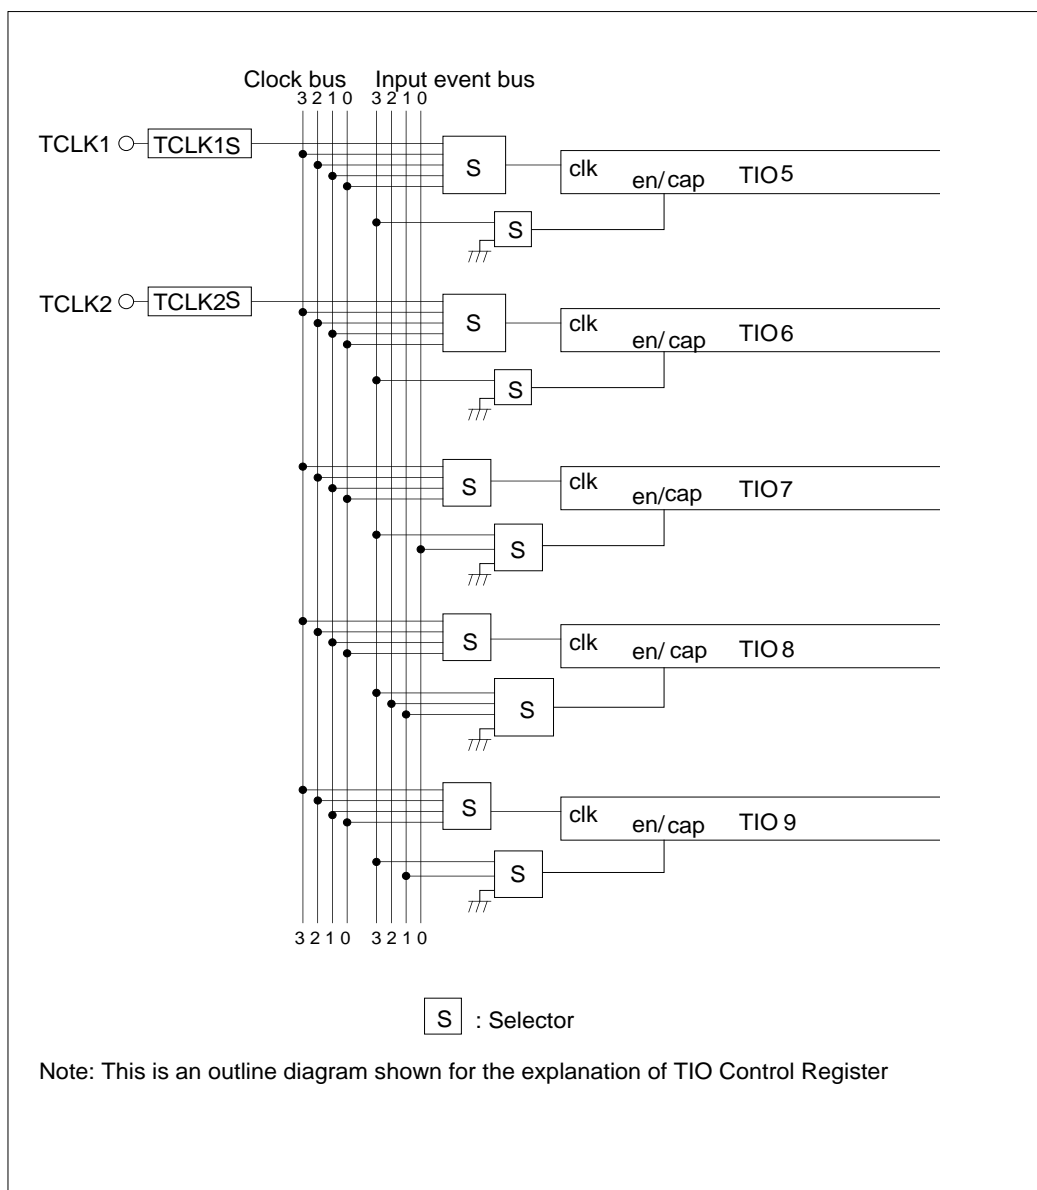 Clock bus Input event bus
3 2 1 0 3 2 1 0
TCLK1 TCLK1S S clk en/cap TIO5
S
TCLK2 TCLK2S S clk en/cap TIO6
S
S clk en/cap TIO7
S
S clk en/cap TIO8
S
S clk en/cap TIO 9
S
3 2 1 0 3 2 1 0
S : Selector
Note: This is an outline diagram shown for the explanation of TIO Control Register